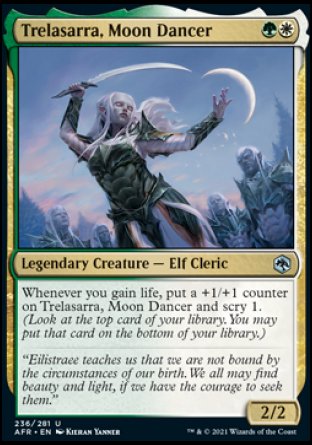 Trelasarra, Moon Dancer
Legendary Creature — Elf Cleric
Whenever you gain life, put a +1/+1 counter
on Trelasarra, Moon Dancer and scry 1.
(Look at the top card of your library. You may
put that card on the bottom of your library.)
“Eilistraee teaches us that we are not bound by
the circumstances of our birth. We all may find
beauty and light, if we have the courage to seek
them.”
2/2
236/281 U
AFR • EN Kieran Yanner
™ & © 2021 Wizards of the Coast